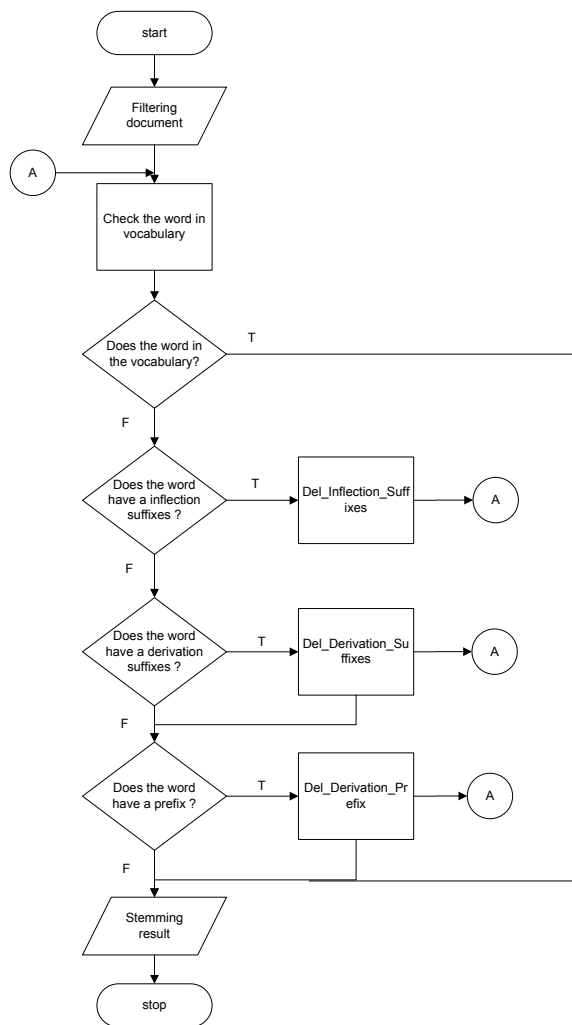 start
Filtering
document
A
Check the word in
vocabulary
Does the word in
the vocabulary?
T
F
Does the word
have a inflection
suffixes ?
T
Del_Inflection_Suff
ixes
A
F
Does the word
have a derivation
suffixes ?
T
Del_Derivation_Su
ffixes
A
F
Does the word
have a prefix ?
T
Del_Derivation_Pr
efix
A
F
Stemming
result
stop